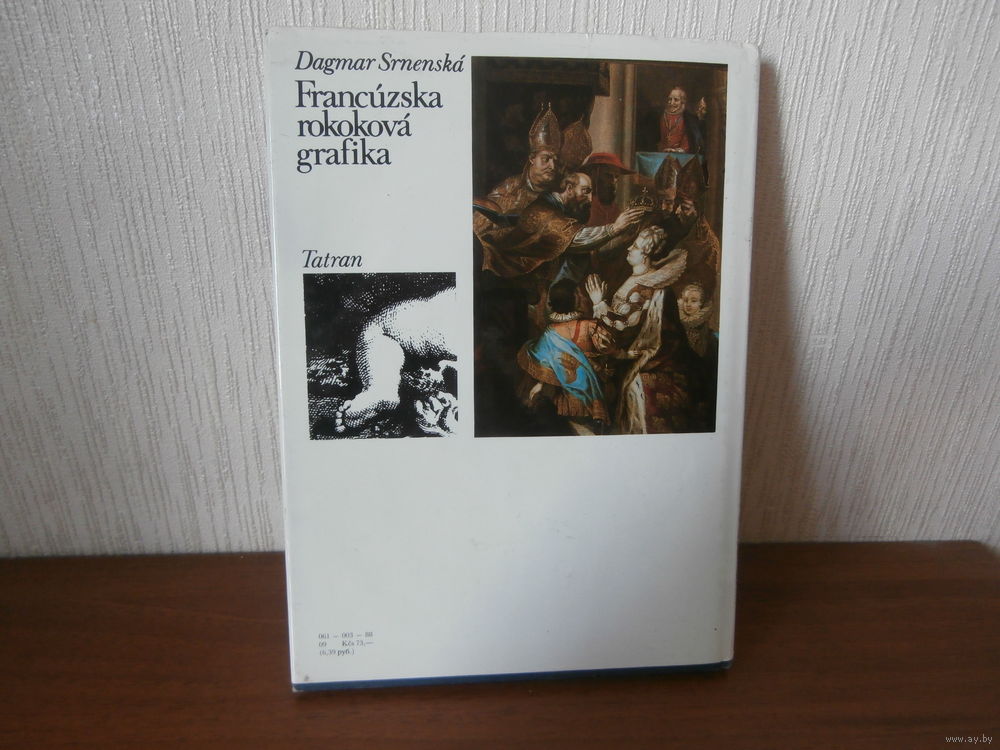 Dagmar Srnenská
Francúzska
rokoková
grafika
Tatran
061 — 003 — 88
09 Kčs 73,—
(6,39 руб.)
www.ay.by